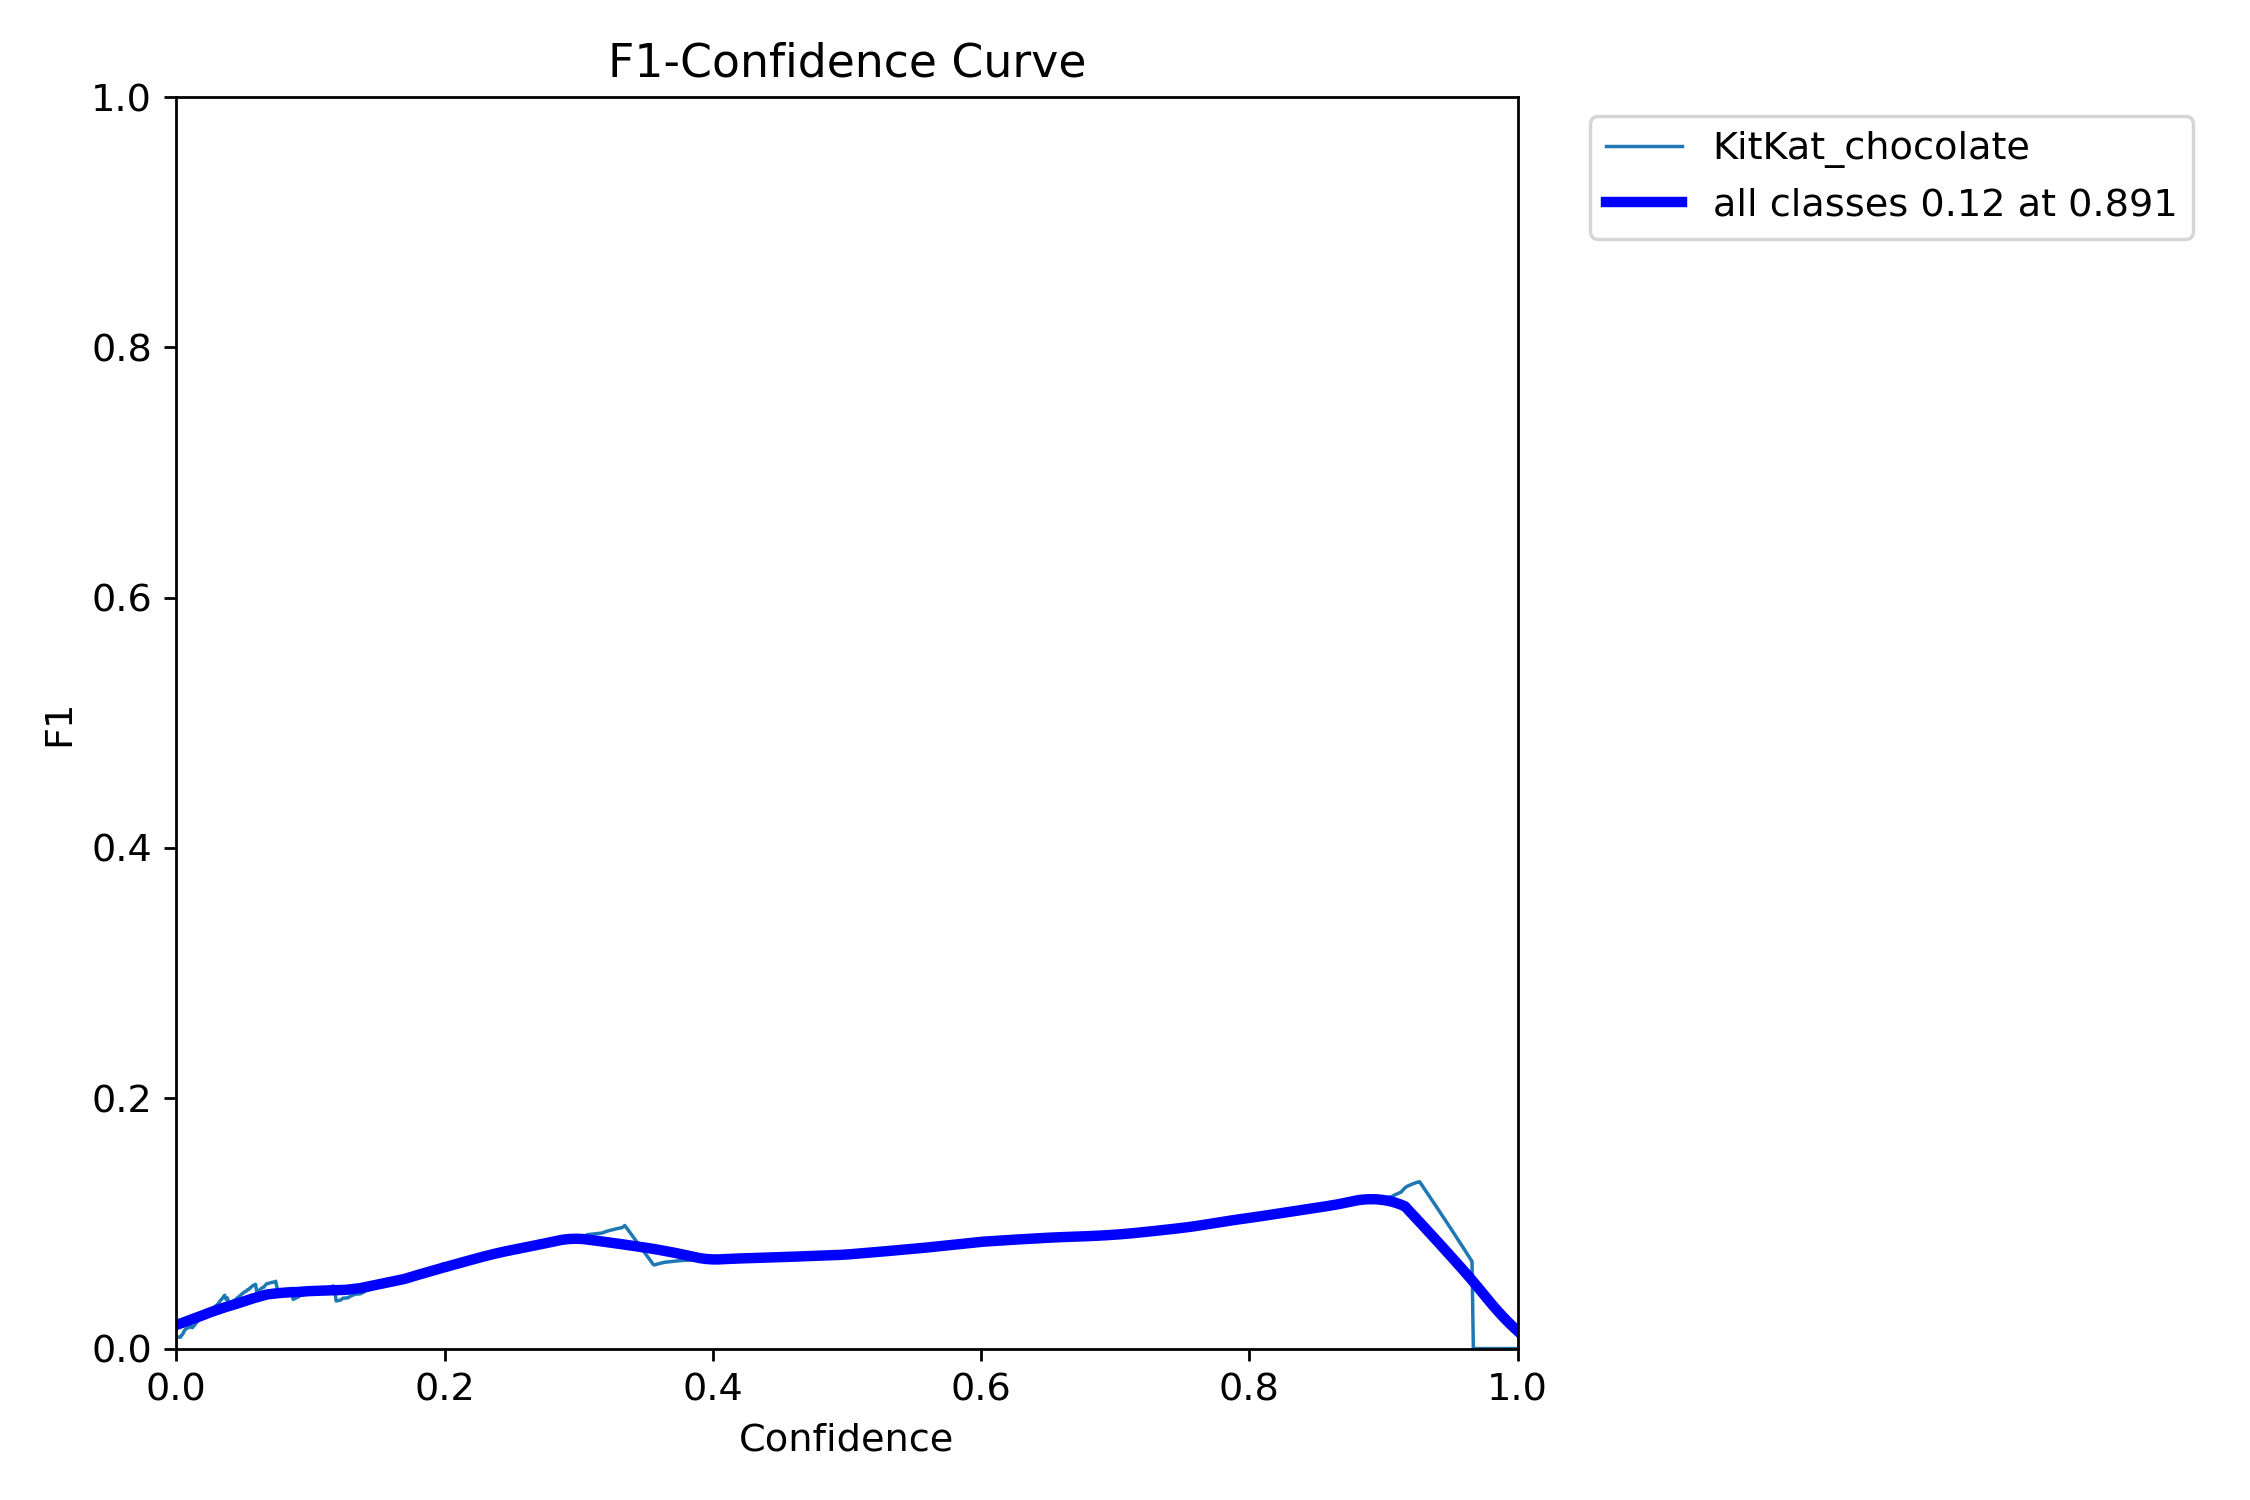 F1-Confidence Curve
1.0
0.8
0.6
0.4
0.2
0.0
F1
0.0 0.2 0.4 0.6 0.8 1.0
Confidence
KitKat_chocolate
all classes 0.12 at 0.891